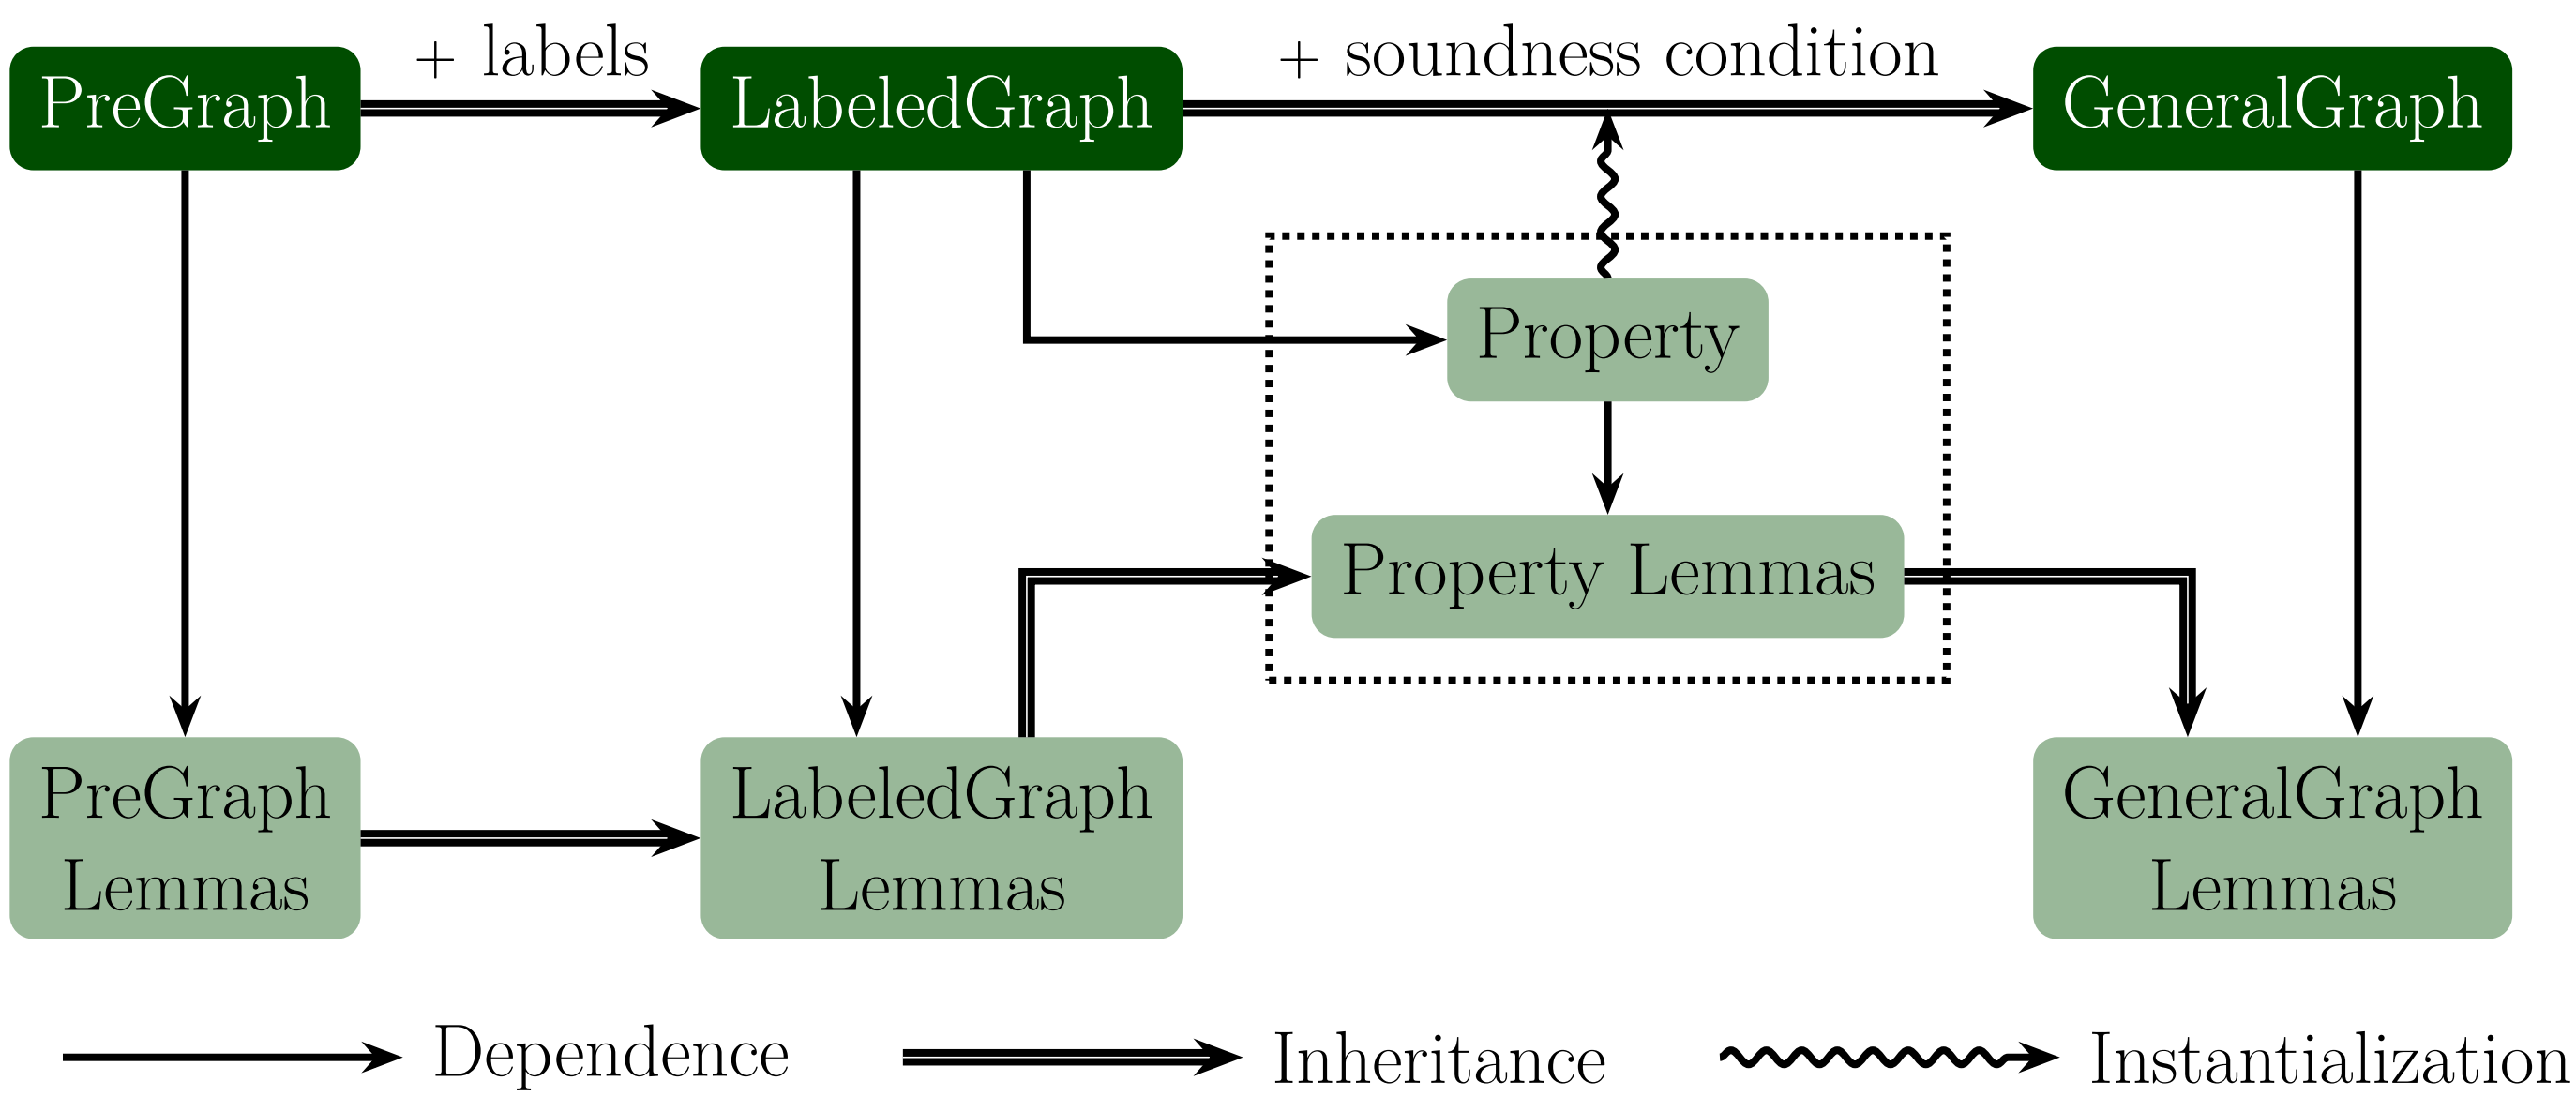 + labels
+ soundness condition
PreGraph
LabeledGraph
GeneralGraph
Property
Property Lemmas
PreGraph
Lemmas
LabeledGraph
Lemmas
GeneralGraph
Lemmas
Dependence
Inheritance
Instantialization